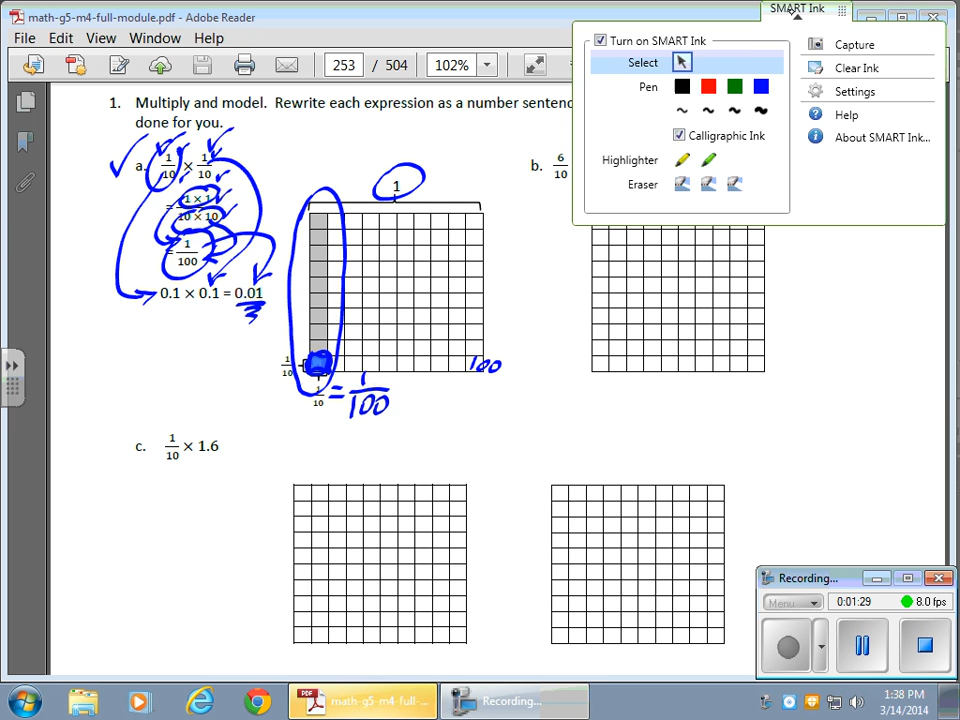 math-g5-m4-full-module.pdf - Adobe Reader
SMART Ink
File Edit View Window Help
253 / 504 102%
Turn on SMART Ink
Select
Pen
Calligraphic Ink
Highlighter
Eraser
Capture
Clear Ink
Settings
Help
About SMART Ink...
1. Multiply and model. Rewrite each expression as a number senten
done for you.
a. 1/10 × 1/10
= 1 × 1 / 10 × 10
= 1/100
0.1 × 0.1 = 0.01
1
1/10
1/10 = 1/100
100
b. 6/10
c. 1/10 × 1.6
Recording...
Menu 0:01:29 8.0 fps
math-g5-m4-full-... Recording...
1:38 PM
3/14/2014